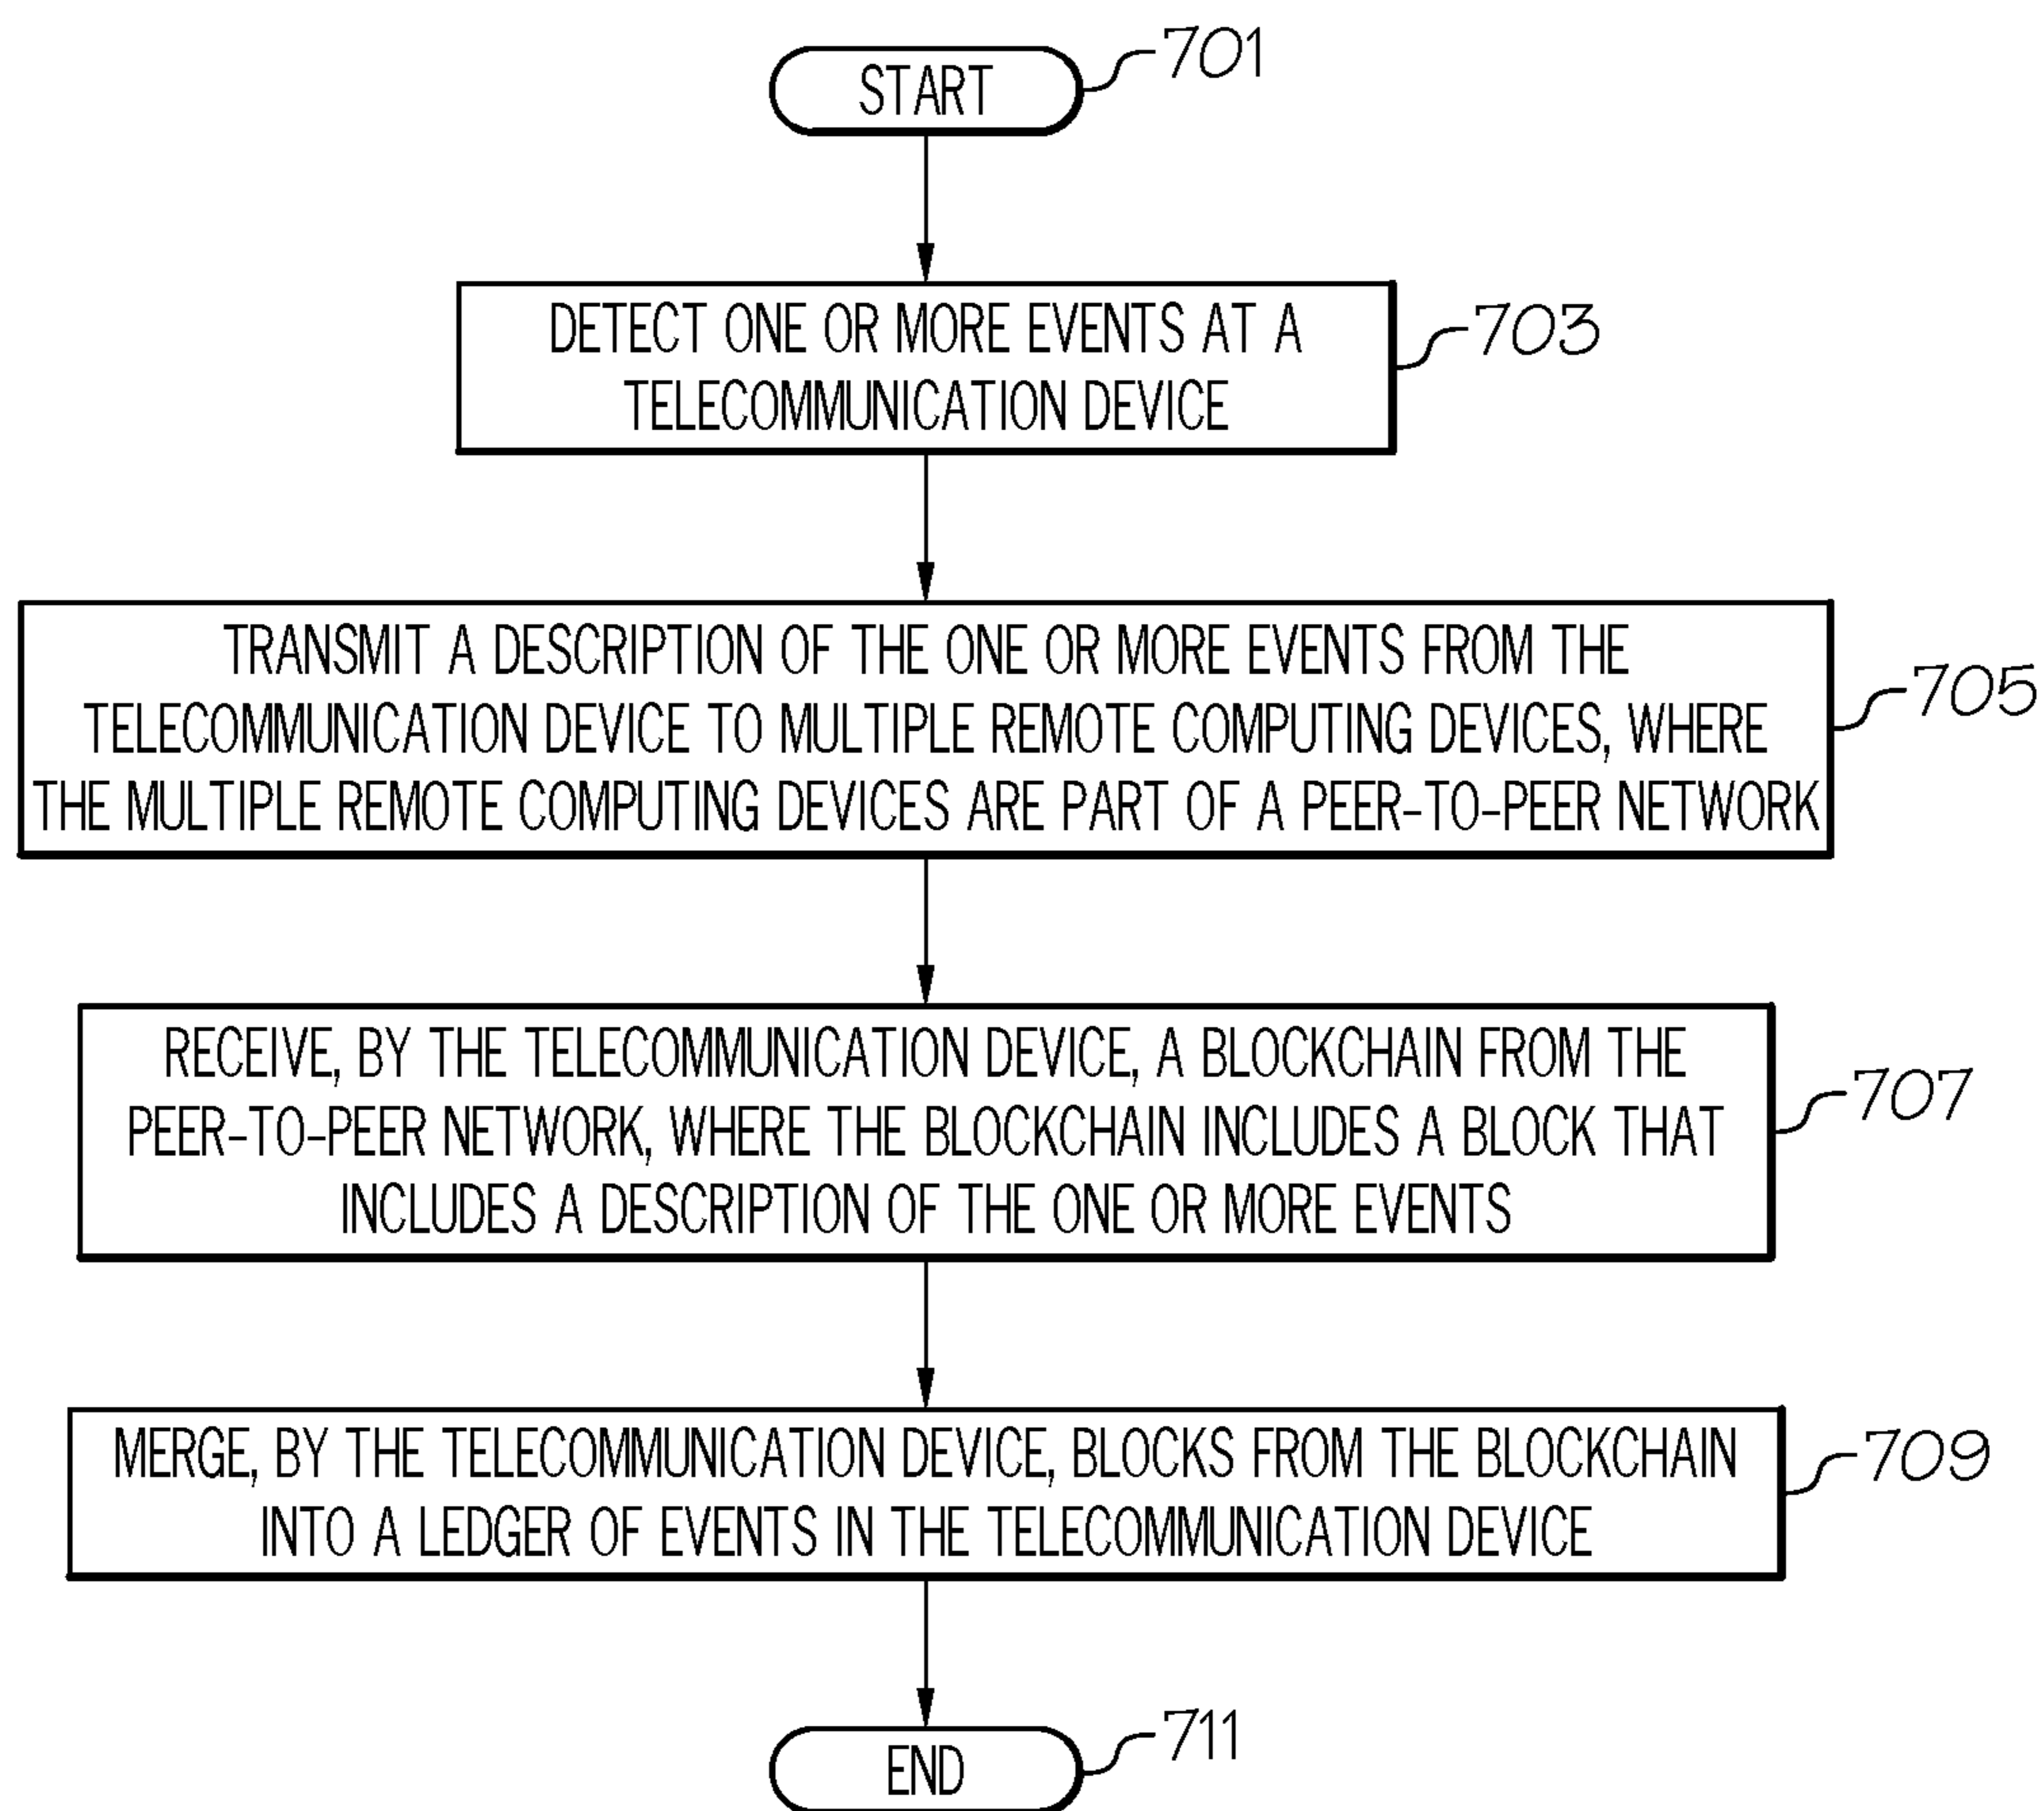 START
701
DETECT ONE OR MORE EVENTS AT A
TELECOMMUNICATION DEVICE
703
TRANSMIT A DESCRIPTION OF THE ONE OR MORE EVENTS FROM THE
TELECOMMUNICATION DEVICE TO MULTIPLE REMOTE COMPUTING DEVICES, WHERE
THE MULTIPLE REMOTE COMPUTING DEVICES ARE PART OF A PEER-TO-PEER NETWORK
705
RECEIVE, BY THE TELECOMMUNICATION DEVICE, A BLOCKCHAIN FROM THE
PEER-TO-PEER NETWORK, WHERE THE BLOCKCHAIN INCLUDES A BLOCK THAT
INCLUDES A DESCRIPTION OF THE ONE OR MORE EVENTS
707
MERGE, BY THE TELECOMMUNICATION DEVICE, BLOCKS FROM THE BLOCKCHAIN
INTO A LEDGER OF EVENTS IN THE TELECOMMUNICATION DEVICE
709
END
711